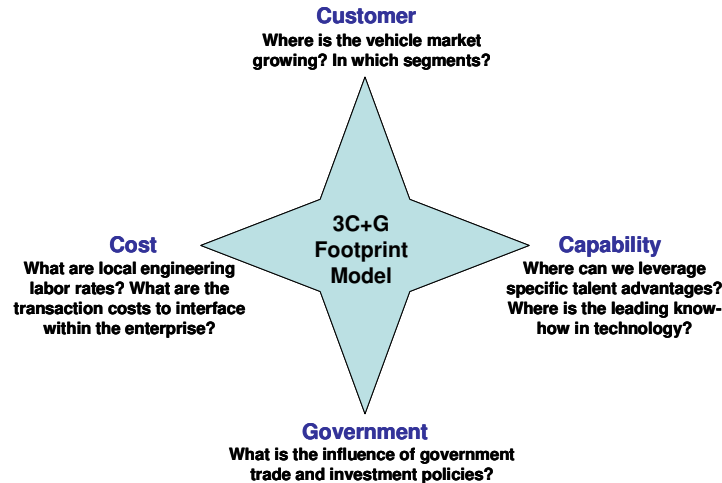 Customer
Where is the vehicle market
growing? In which segments?
3C+G
Footprint
Model
Cost
What are local engineering
labor rates? What are the
transaction costs to interface
within the enterprise?
Capability
Where can we leverage
specific talent advantages?
Where is the leading know-
how in technology?
Government
What is the influence of government
trade and investment policies?